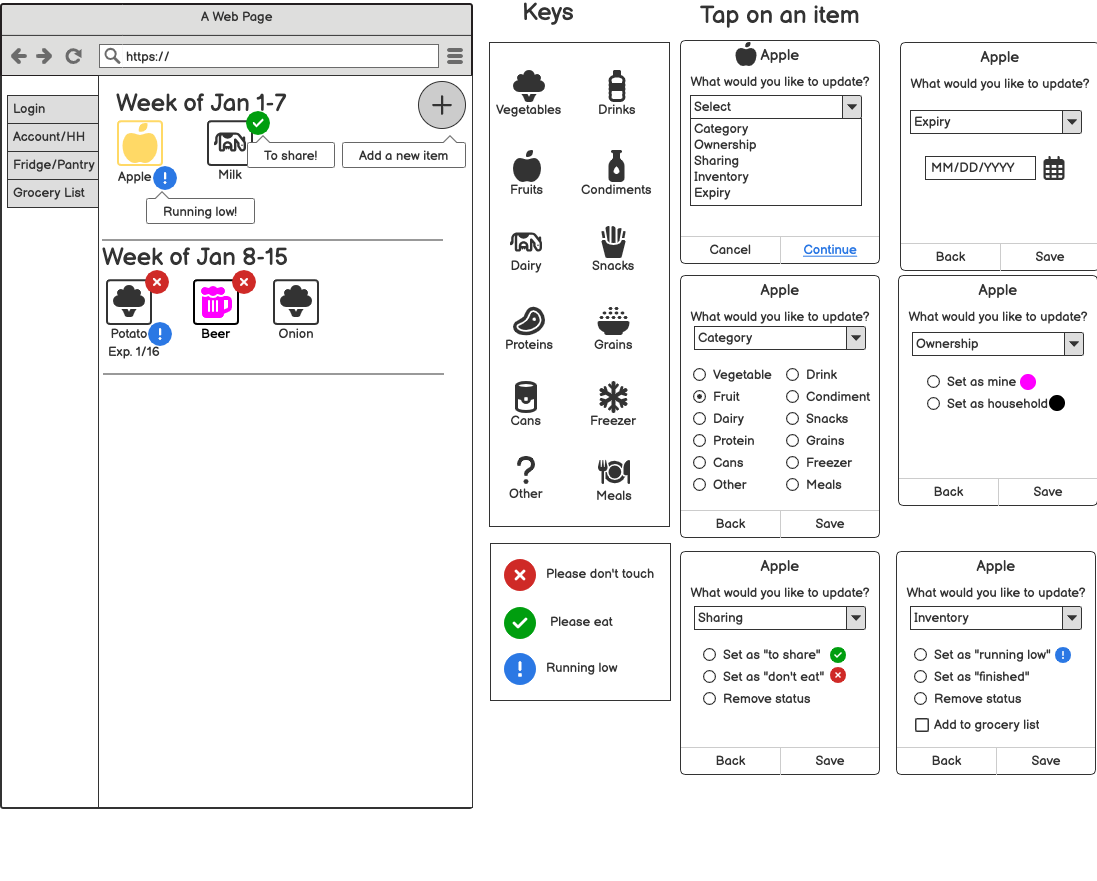 A Web Page
https://
Login
Account/HH
Fridge/Pantry
Grocery List
Week of Jan 1-7
Apple
Milk
To share!
Add a new item
Running low!
Week of Jan 8-15
Potato
Exp. 1/16
Beer
Onion
Keys
Vegetables
Drinks
Fruits
Condiments
Dairy
Snacks
Proteins
Grains
Cans
Freezer
Other
Meals
Please don't touch
Please eat
Running low
Tap on an item
Apple
What would you like to update?
Select
Category
Ownership
Sharing
Inventory
Expiry
Cancel
Continue
Apple
What would you like to update?
Expiry
MM/DD/YYYY
Back
Save
Apple
What would you like to update?
Category
Vegetable
Drink
Fruit
Condiment
Dairy
Snacks
Protein
Grains
Cans
Freezer
Other
Meals
Back
Save
Apple
What would you like to update?
Ownership
Set as mine
Set as household
Back
Save
Apple
What would you like to update?
Sharing
Set as "to share"
Set as "don't eat"
Remove status
Back
Save
Apple
What would you like to update?
Inventory
Set as "running low"
Set as "finished"
Remove status
Add to grocery list
Back
Save